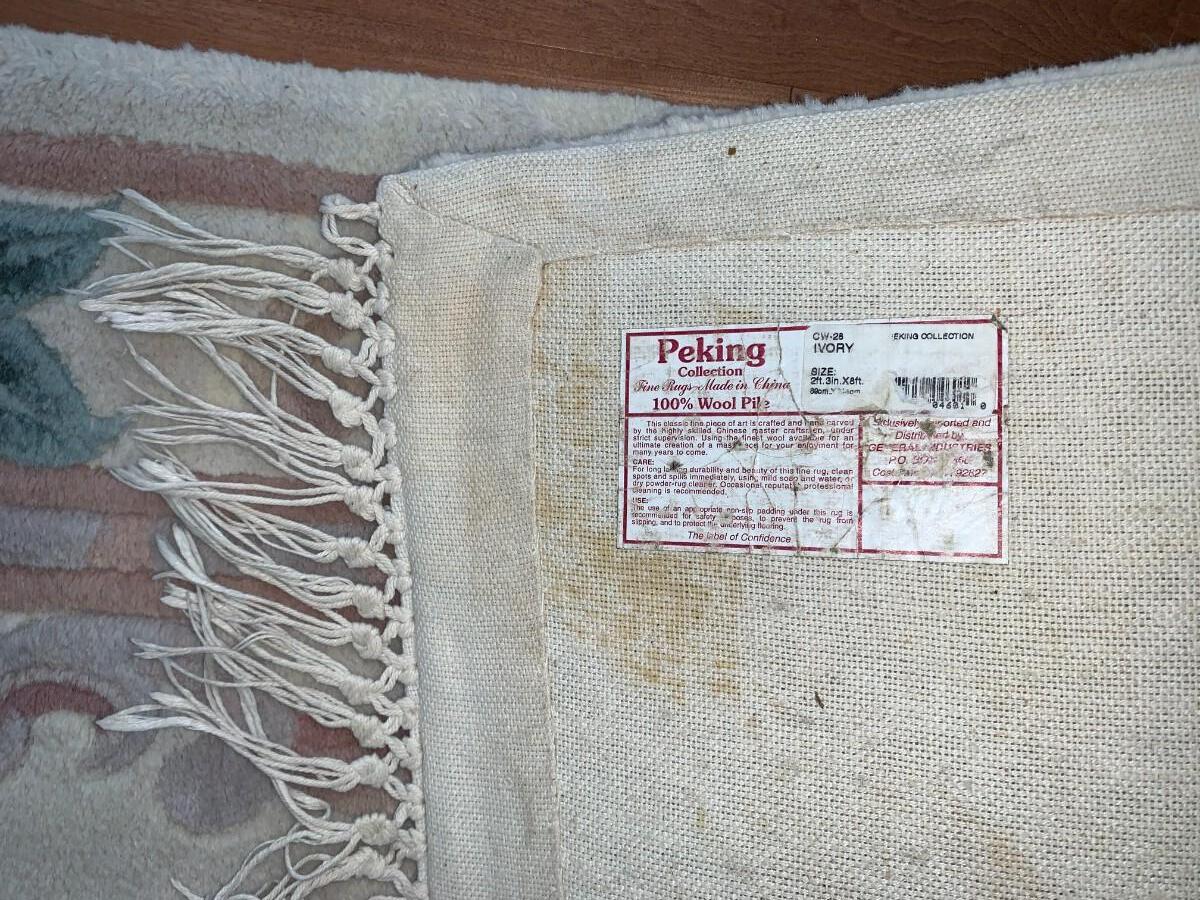 Peking
Collection
Fine Rugs Made in China
100% Wool Pile
CW-28
IVORY
EKING COLLECTION
SIZE:
2ft.3in.X8ft.
0
This classic fine piece of art is crafted and hand carved
by the highly skilled Chinese master craftsmen, under
strict supervision. Using the finest wool available for an
ultimate creation of a for your enjoyment for
many years to come.
CARE:
For long durability and beauty of this fine rug, clean
spots and spills immediately, using mild soap and water, or
dry powder-rug cleaner. Occasional professional
cleaning is recommended.
USE:
The use of an appropriate non-slip padding under this rug is
recommended for safety to prevent the rug from
slipping, and to protect the underlying flooring.
The label of Confidence
Exclusively and
Distributed by
GENERAL INDUSTRIES
P.O.
92627